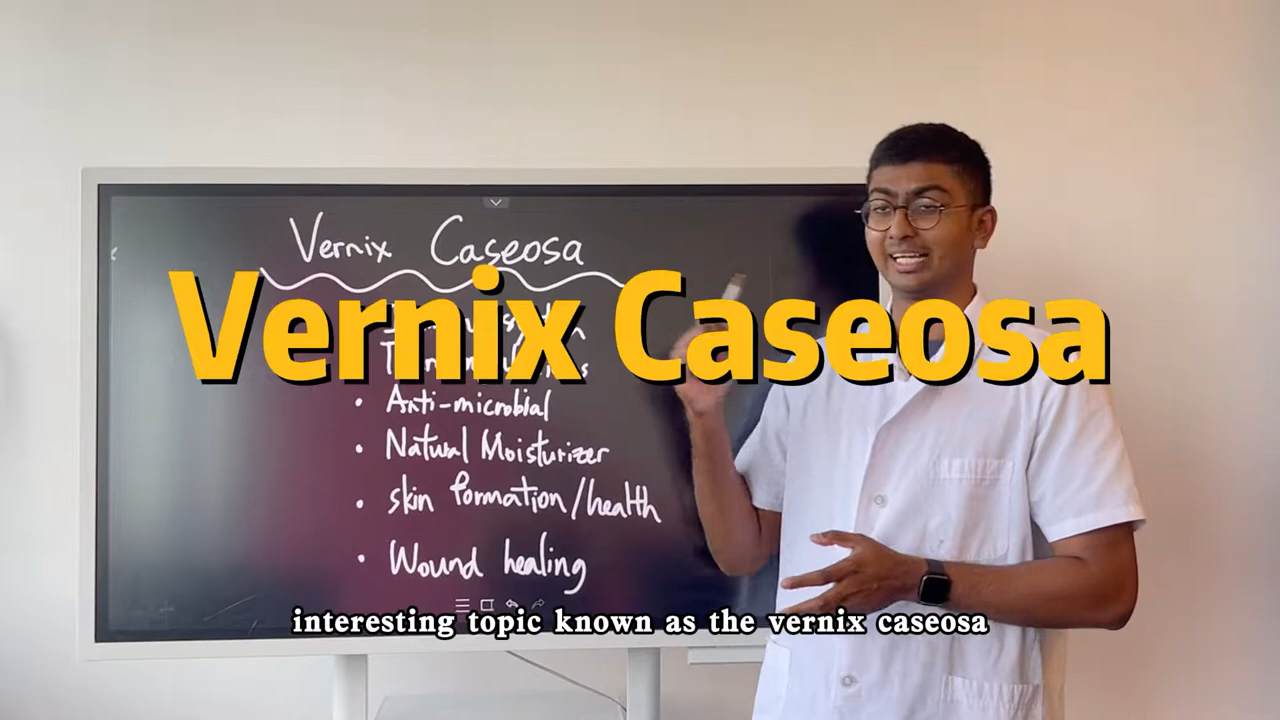 Vernix Caseosa
Vernix Caseosa
• Anti-microbial
• Natural Moisturizer
• skin formation/health
• Wound healing
interesting topic known as the vernix caseosa